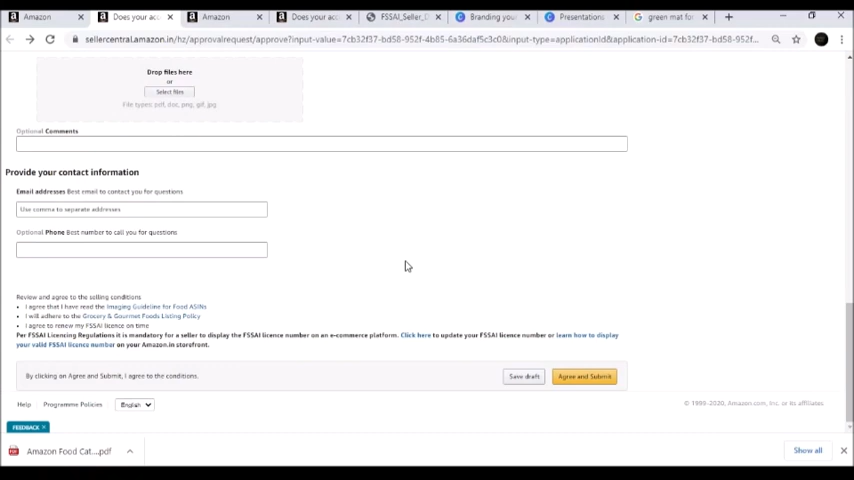 Amazon
Does your acc
Amazon
Does your acc
FSSAI_Seller_D
Branding your
Presentations
green mat for
sellercentral.amazon.in/hz/approvalrequest/approve?input-value=7cb32f37-bd58-952f-4b85-6g36daf5c3c0&input-type=applicationId&application-id=7cb32f37-bd58-952...
Drop files here
or
Select files
File types: pdf, doc, png, gif, jpg
Optional Comments
Provide your contact information
Email addresses Best email to contact you for questions
Use comma to separate addresses
Optional Phone Best number to call you for questions
Review and agree to the selling conditions
• I agree that I have read the Imaging Guideline for Food ASINs
• I will adhere to the Grocery & Gourmet Foods Listing Policy
• I agree to renew my FSSAI licence on time
Per FSSAI Licencing Regulations it is mandatory for a seller to display the FSSAI licence number on an e-commerce platform. Click here to update your FSSAI licence number or learn how to display
your valid FSSAI licence number on your Amazon.in storefront.
By clicking on Agree and Submit, I agree to the conditions.
Save draft
Agree and Submit
Help Programme Policies English
© 1999-2020, Amazon.com, Inc. or its affiliates
FEEDBACK
Amazon Food Cat....pdf
Show all